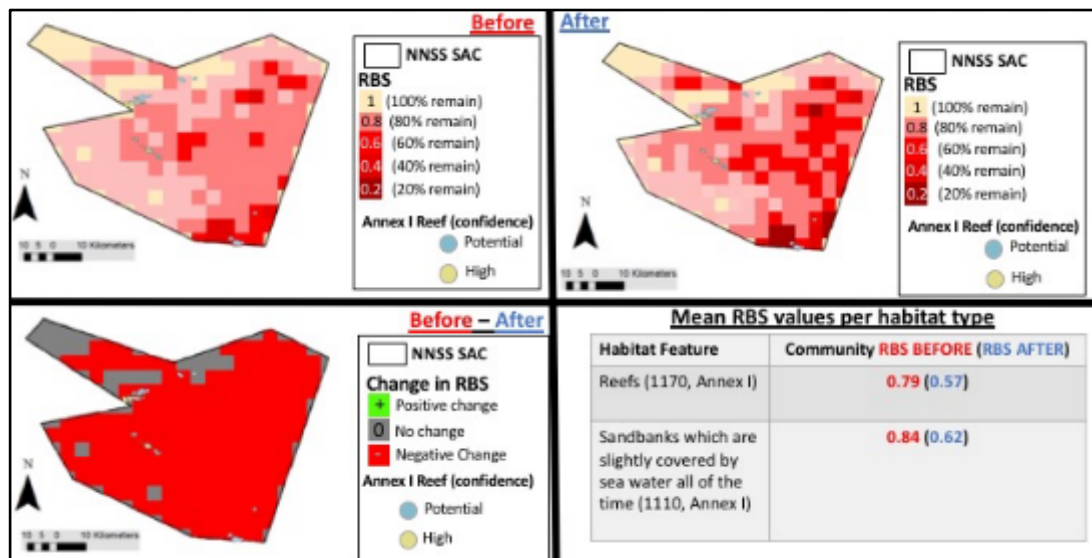 Before
NNSS SAC
RBS
1 (100% remain)
0.8 (80% remain)
0.6 (60% remain)
0.4 (40% remain)
0.2 (20% remain)
Annex I Reef (confidence)
Potential
High
N
10 5 0 10 Kilometers
After
NNSS SAC
RBS
1 (100% remain)
0.8 (80% remain)
0.6 (60% remain)
0.4 (40% remain)
0.2 (20% remain)
Annex I Reef (confidence)
Potential
High
N
10 5 0 10 Kilometers
Before – After
NNSS SAC
Change in RBS
+ Positive change
0 No change
- Negative Change
Annex I Reef (confidence)
Potential
High
N
10 5 0 10 Kilometers
Mean RBS values per habitat type
Habitat Feature
Community RBS BEFORE (RBS AFTER)
Reefs (1170, Annex I)
0.79 (0.57)
Sandbanks which are
slightly covered by
sea water all of the
time (1110, Annex I)
0.84 (0.62)